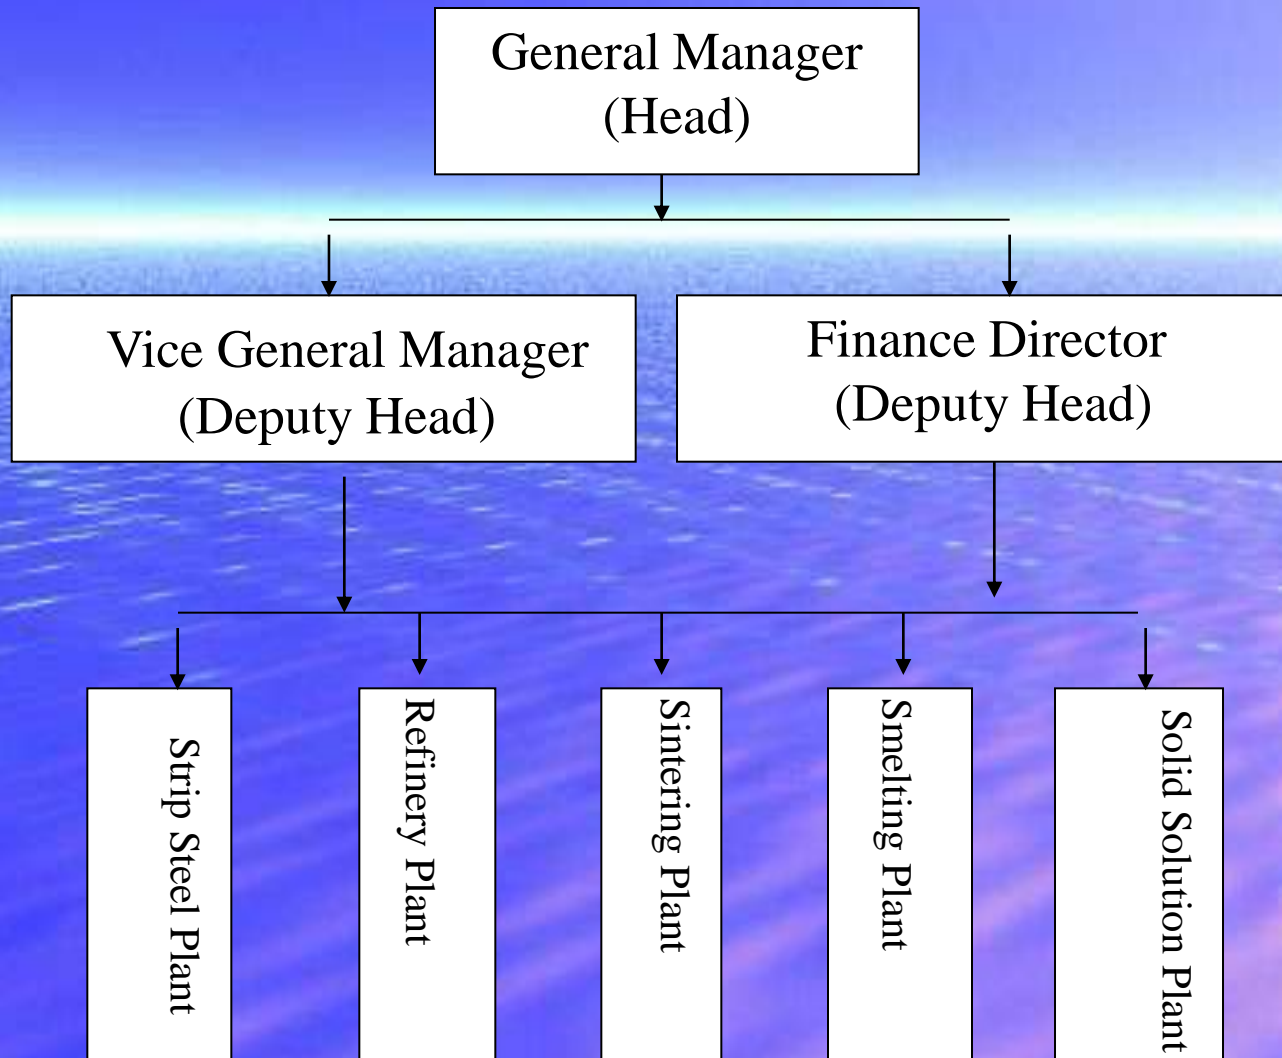 General Manager
(Head)
Vice General Manager
(Deputy Head)
Finance Director
(Deputy Head)
Strip Steel Plant
Refinery Plant
Sintering Plant
Smelting Plant
Solid Solution Plant